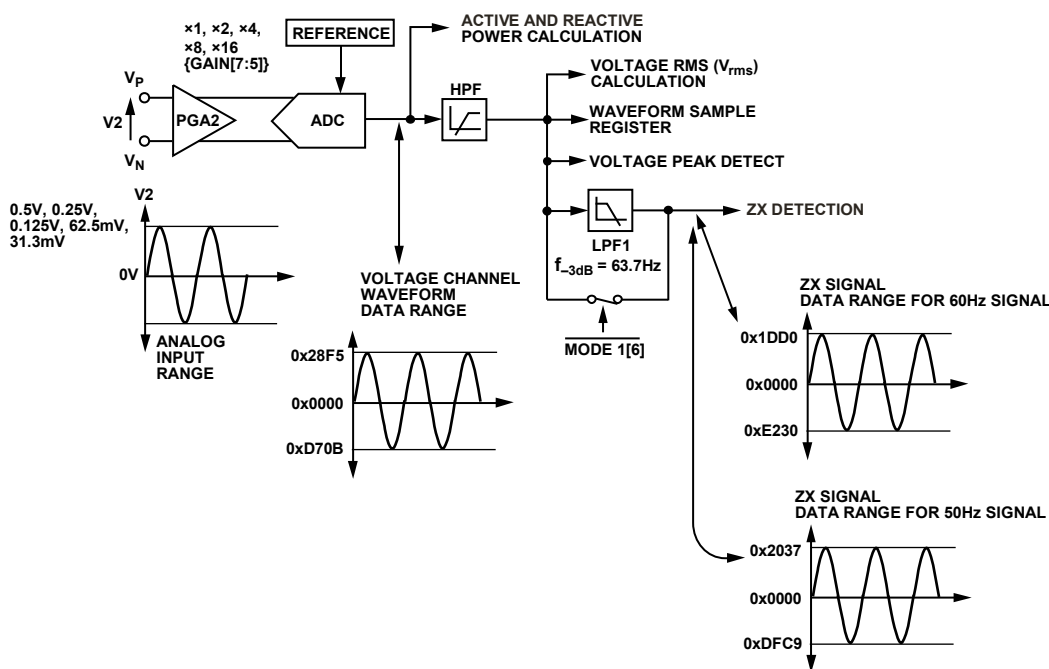 ×1, ×2, ×4,
×8, ×16
{GAIN[7:5]}
REFERENCE
ACTIVE AND REACTIVE
POWER CALCULATION
VP
V2
VN
PGA2
ADC
HPF
VOLTAGE RMS (Vrms)
CALCULATION
WAVEFORM SAMPLE
REGISTER
VOLTAGE PEAK DETECT
ZX DETECTION
LPF1
f–3dB = 63.7Hz
MODE 1[6]
V2
0.5V, 0.25V,
0.125V, 62.5mV,
31.3mV
0V
ANALOG
INPUT
RANGE
VOLTAGE CHANNEL
WAVEFORM
DATA RANGE
0x28F5
0x0000
0xD70B
ZX SIGNAL
DATA RANGE FOR 60Hz SIGNAL
0x1DD0
0x0000
0xE230
ZX SIGNAL
DATA RANGE FOR 50Hz SIGNAL
0x2037
0x0000
0xDFC9